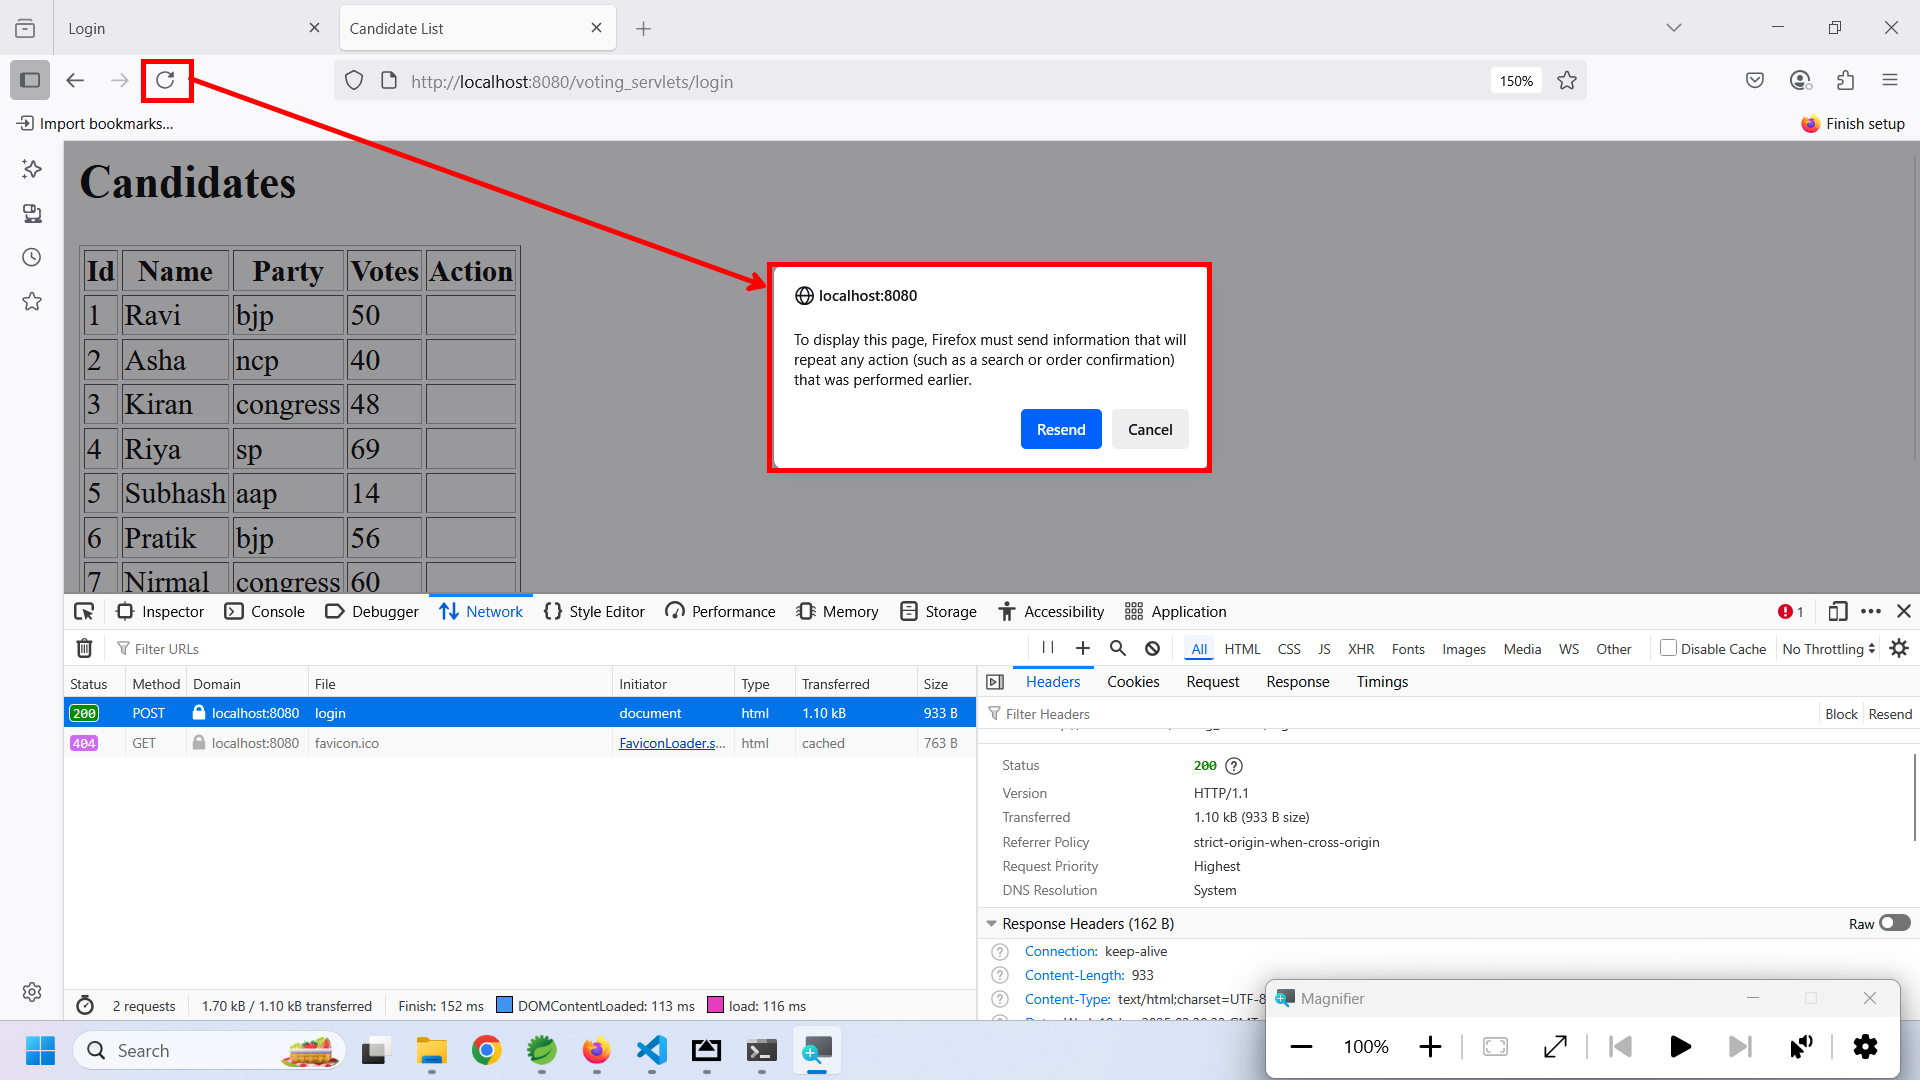 Login
Candidate List
http://localhost:8080/voting_servlets/login
150%
Import bookmarks...
Finish setup
Candidates
Id Name Party Votes Action
1 Ravi bjp 50
2 Asha ncp 40
3 Kiran congress 48
4 Riya sp 69
5 Subhash aap 14
6 Pratik bjp 56
7 Nirmal congress 60
localhost:8080
To display this page, Firefox must send information that will
repeat any action (such as a search or order confirmation)
that was performed earlier.
Resend Cancel
Inspector Console Debugger Network Style Editor Performance Memory Storage Accessibility Application 1
Filter URLs
All HTML CSS JS XHR Fonts Images Media WS Other Disable Cache No Throttling
Status Method Domain File Initiator Type Transferred Size
200 POST localhost:8080 login document html 1.10 kB 933 B
404 GET localhost:8080 favicon.ico FaviconLoader.s... html cached 763 B
Headers Cookies Request Response Timings
Filter Headers Block Resend
Status 200
Version HTTP/1.1
Transferred 1.10 kB (933 B size)
Referrer Policy strict-origin-when-cross-origin
Request Priority Highest
DNS Resolution System
Response Headers (162 B) Raw
Connection: keep-alive
Content-Length: 933
Content-Type: text/html;charset=UTF-8
2 requests 1.70 kB / 1.10 kB transferred Finish: 152 ms DOMContentLoaded: 113 ms load: 116 ms
Magnifier
100%
Search